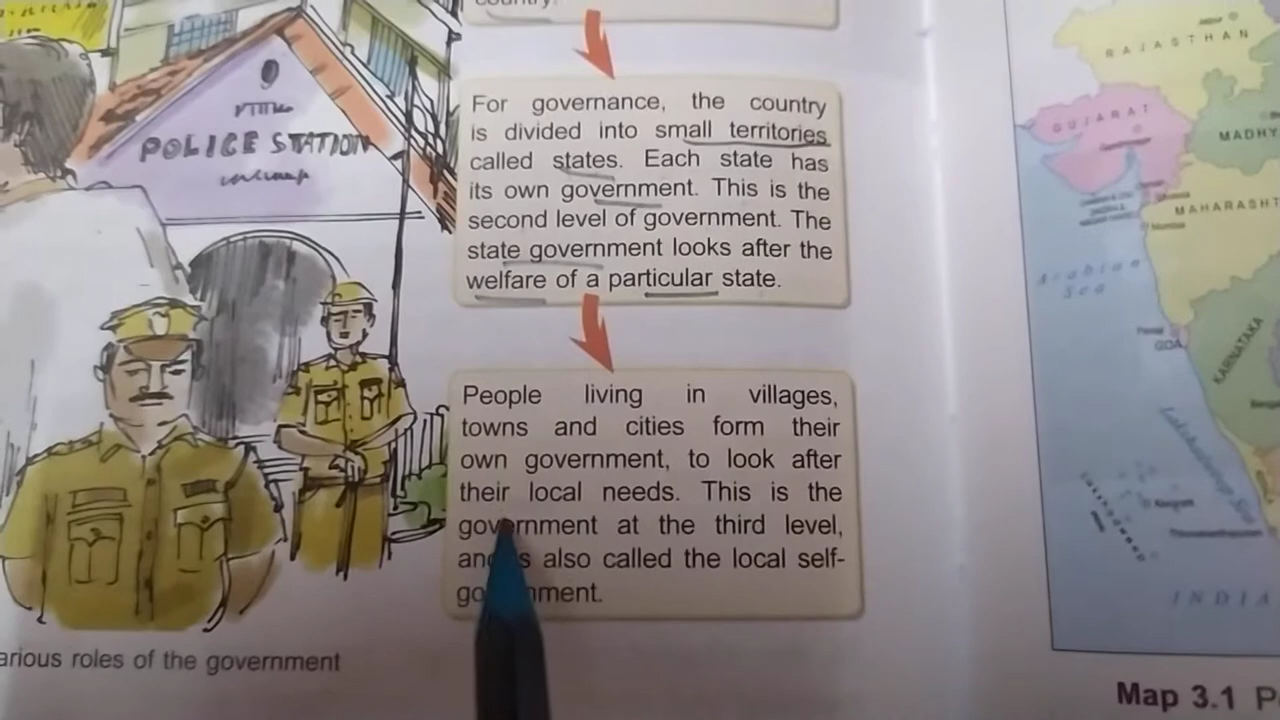 country.
For governance, the country
is divided into small territories
called states. Each state has
its own government. This is the
second level of government. The
state government looks after the
welfare of a particular state.
People living in villages,
towns and cities form their
own government, to look after
their local needs. This is the
government at the third level,
also called the local self-
POLICE STATION
arious roles of the government
RAJASTHAN
GUJARAT
MADHY
MAHARASHT
Mumbai
Arabian
Sea
GOA
KARNATAKA
Lakshadweep Sea
INDIA
Map 3.1 P